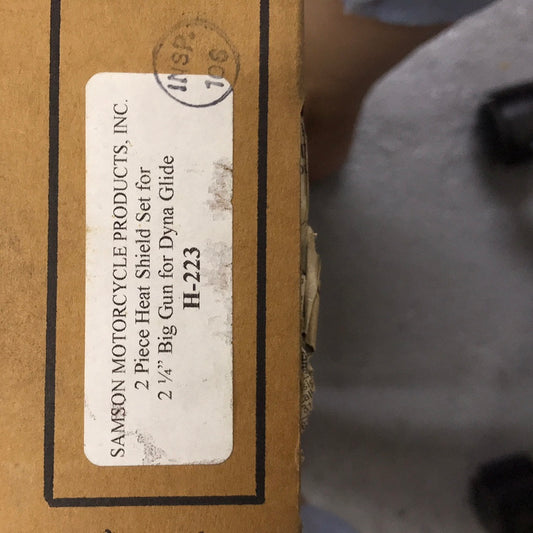 SAMSON MOTORCYCLE PRODUCTS, INC.
2 Piece Heat Shield Set for
2 ¼” Big Gun for Dyna Glide
H-223
INSP.
106